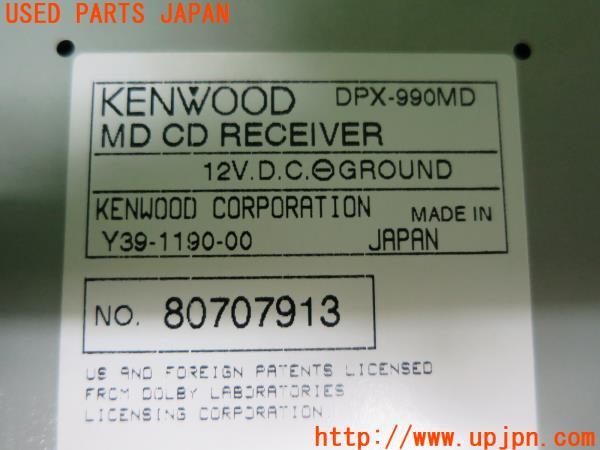 USED PARTS JAPAN
KENWOOD DPX-990MD
MD CD RECEIVER
12V.D.C.⊖GROUND
KENWOOD CORPORATION MADE IN
Y39-1190-00 JAPAN
NO. 80707913
US AND FOREIGN PATENTS LICENSED
FROM DOLBY LABORATORIES
LICENSING CORPORATION
http://www.upjpn.com/